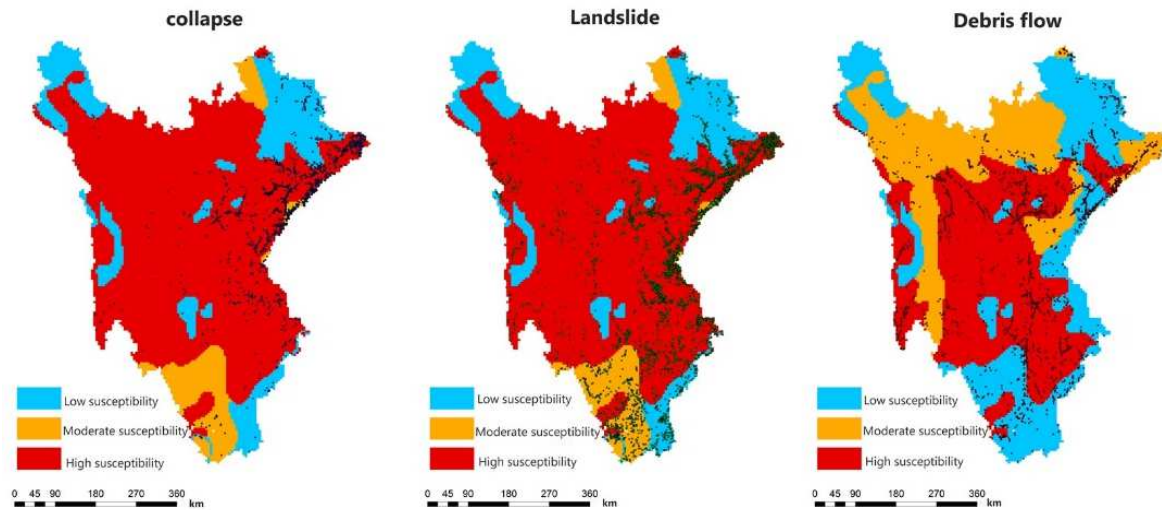 collapse
Landslide
Debris flow
Low susceptibility
Moderate susceptibility
High susceptibility
0 45 90 180 270 360
km
Low susceptibility
Moderate susceptibility
High susceptibility
0 45 90 180 270 360
km
Low susceptibility
Moderate susceptibility
High susceptibility
0 45 90 180 270 360
km